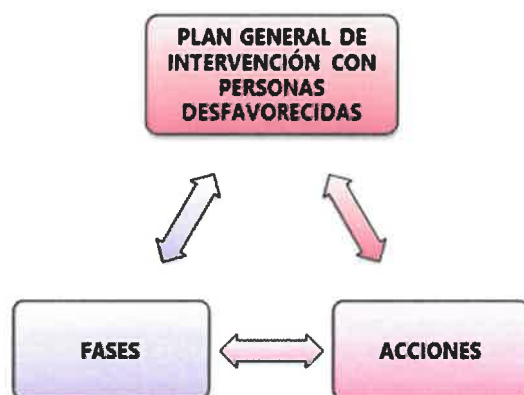 PLAN GENERAL DE
INTERVENCIÓN CON
PERSONAS
DESFAVORECIDAS
FASES
ACCIONES